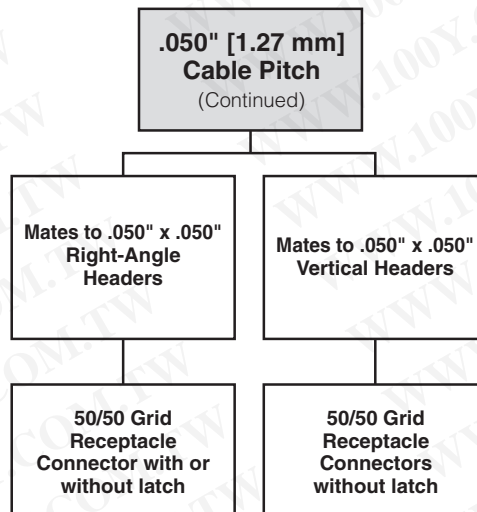 .050" [1.27 mm]
Cable Pitch
(Continued)
Mates to .050" x .050"
Right-Angle
Headers
Mates to .050" x .050"
Vertical Headers
50/50 Grid
Receptacle
Connector with or
without latch
50/50 Grid
Receptacle
Connectors
without latch